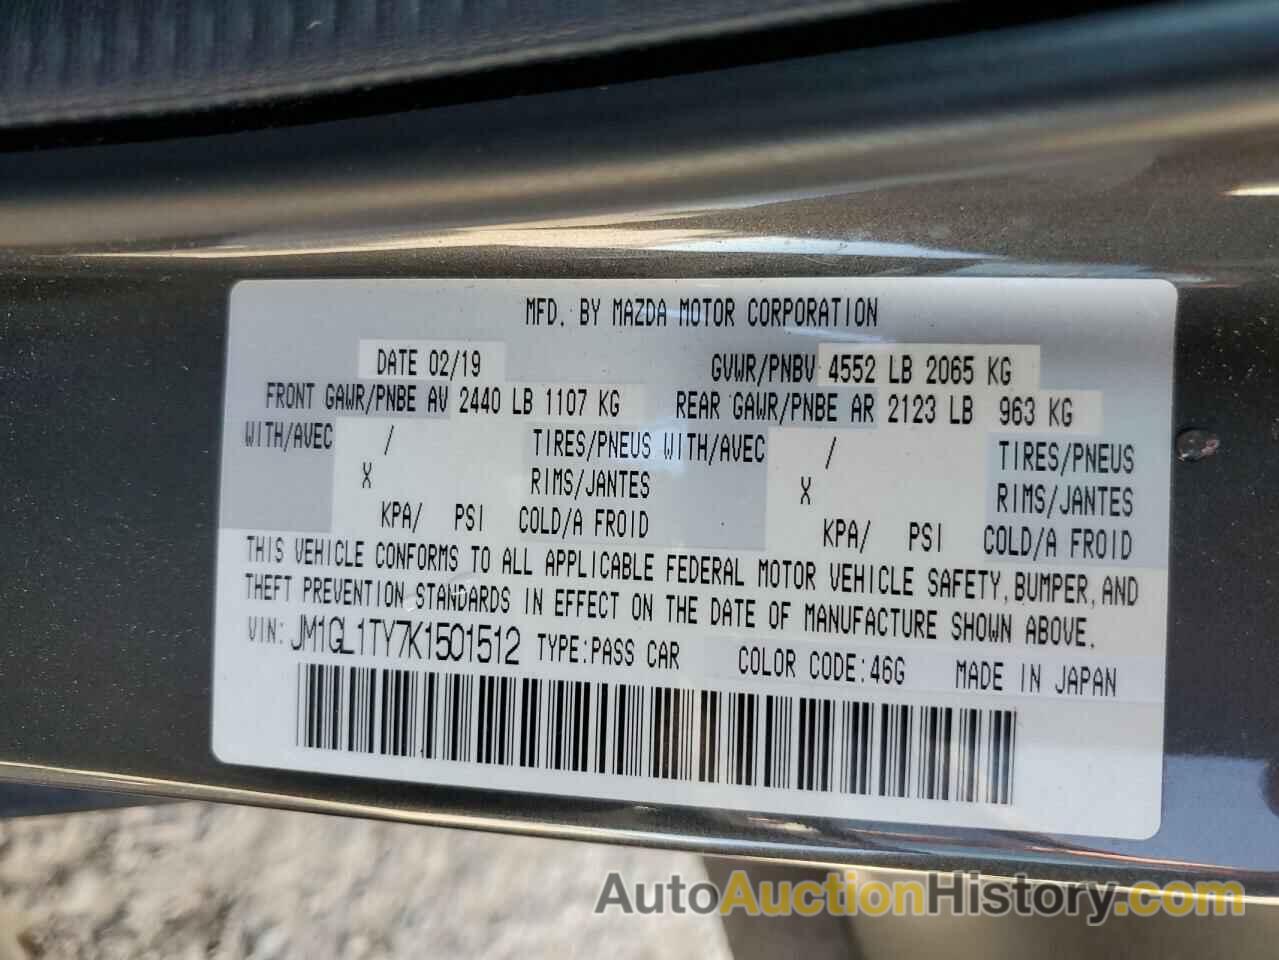 MFD. BY MAZDA MOTOR CORPORATION
DATE 02/19 GVWR/PNBV 4552 LB 2065 KG
FRONT GAWR/PNBE AV 2440 LB 1107 KG REAR GAWR/PNBE AR 2123 LB 963 KG
WITH/AVEC / TIRES/PNEUS WITH/AVEC / TIRES/PNEUS
X RIMS/JANTES X RIMS/JANTES
KPA/ PSI COLD/A FROID KPA/ PSI COLD/A FROID
THIS VEHICLE CONFORMS TO ALL APPLICABLE FEDERAL MOTOR VEHICLE SAFETY, BUMPER, AND
THEFT PREVENTION STANDARDS IN EFFECT ON THE DATE OF MANUFACTURE SHOWN ABOVE.
VIN: JM1GL1TY7K1501512 TYPE:PASS CAR COLOR CODE:46G MADE IN JAPAN
AutoAuctionHistory.com